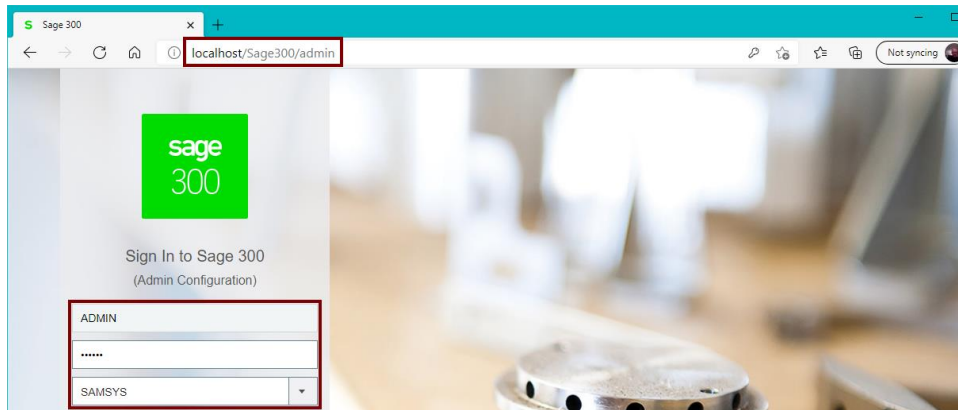 S Sage 300
localhost/Sage300/admin
Not syncing
sage
300
Sign In to Sage 300
(Admin Configuration)
ADMIN
••••••
SAMSYS